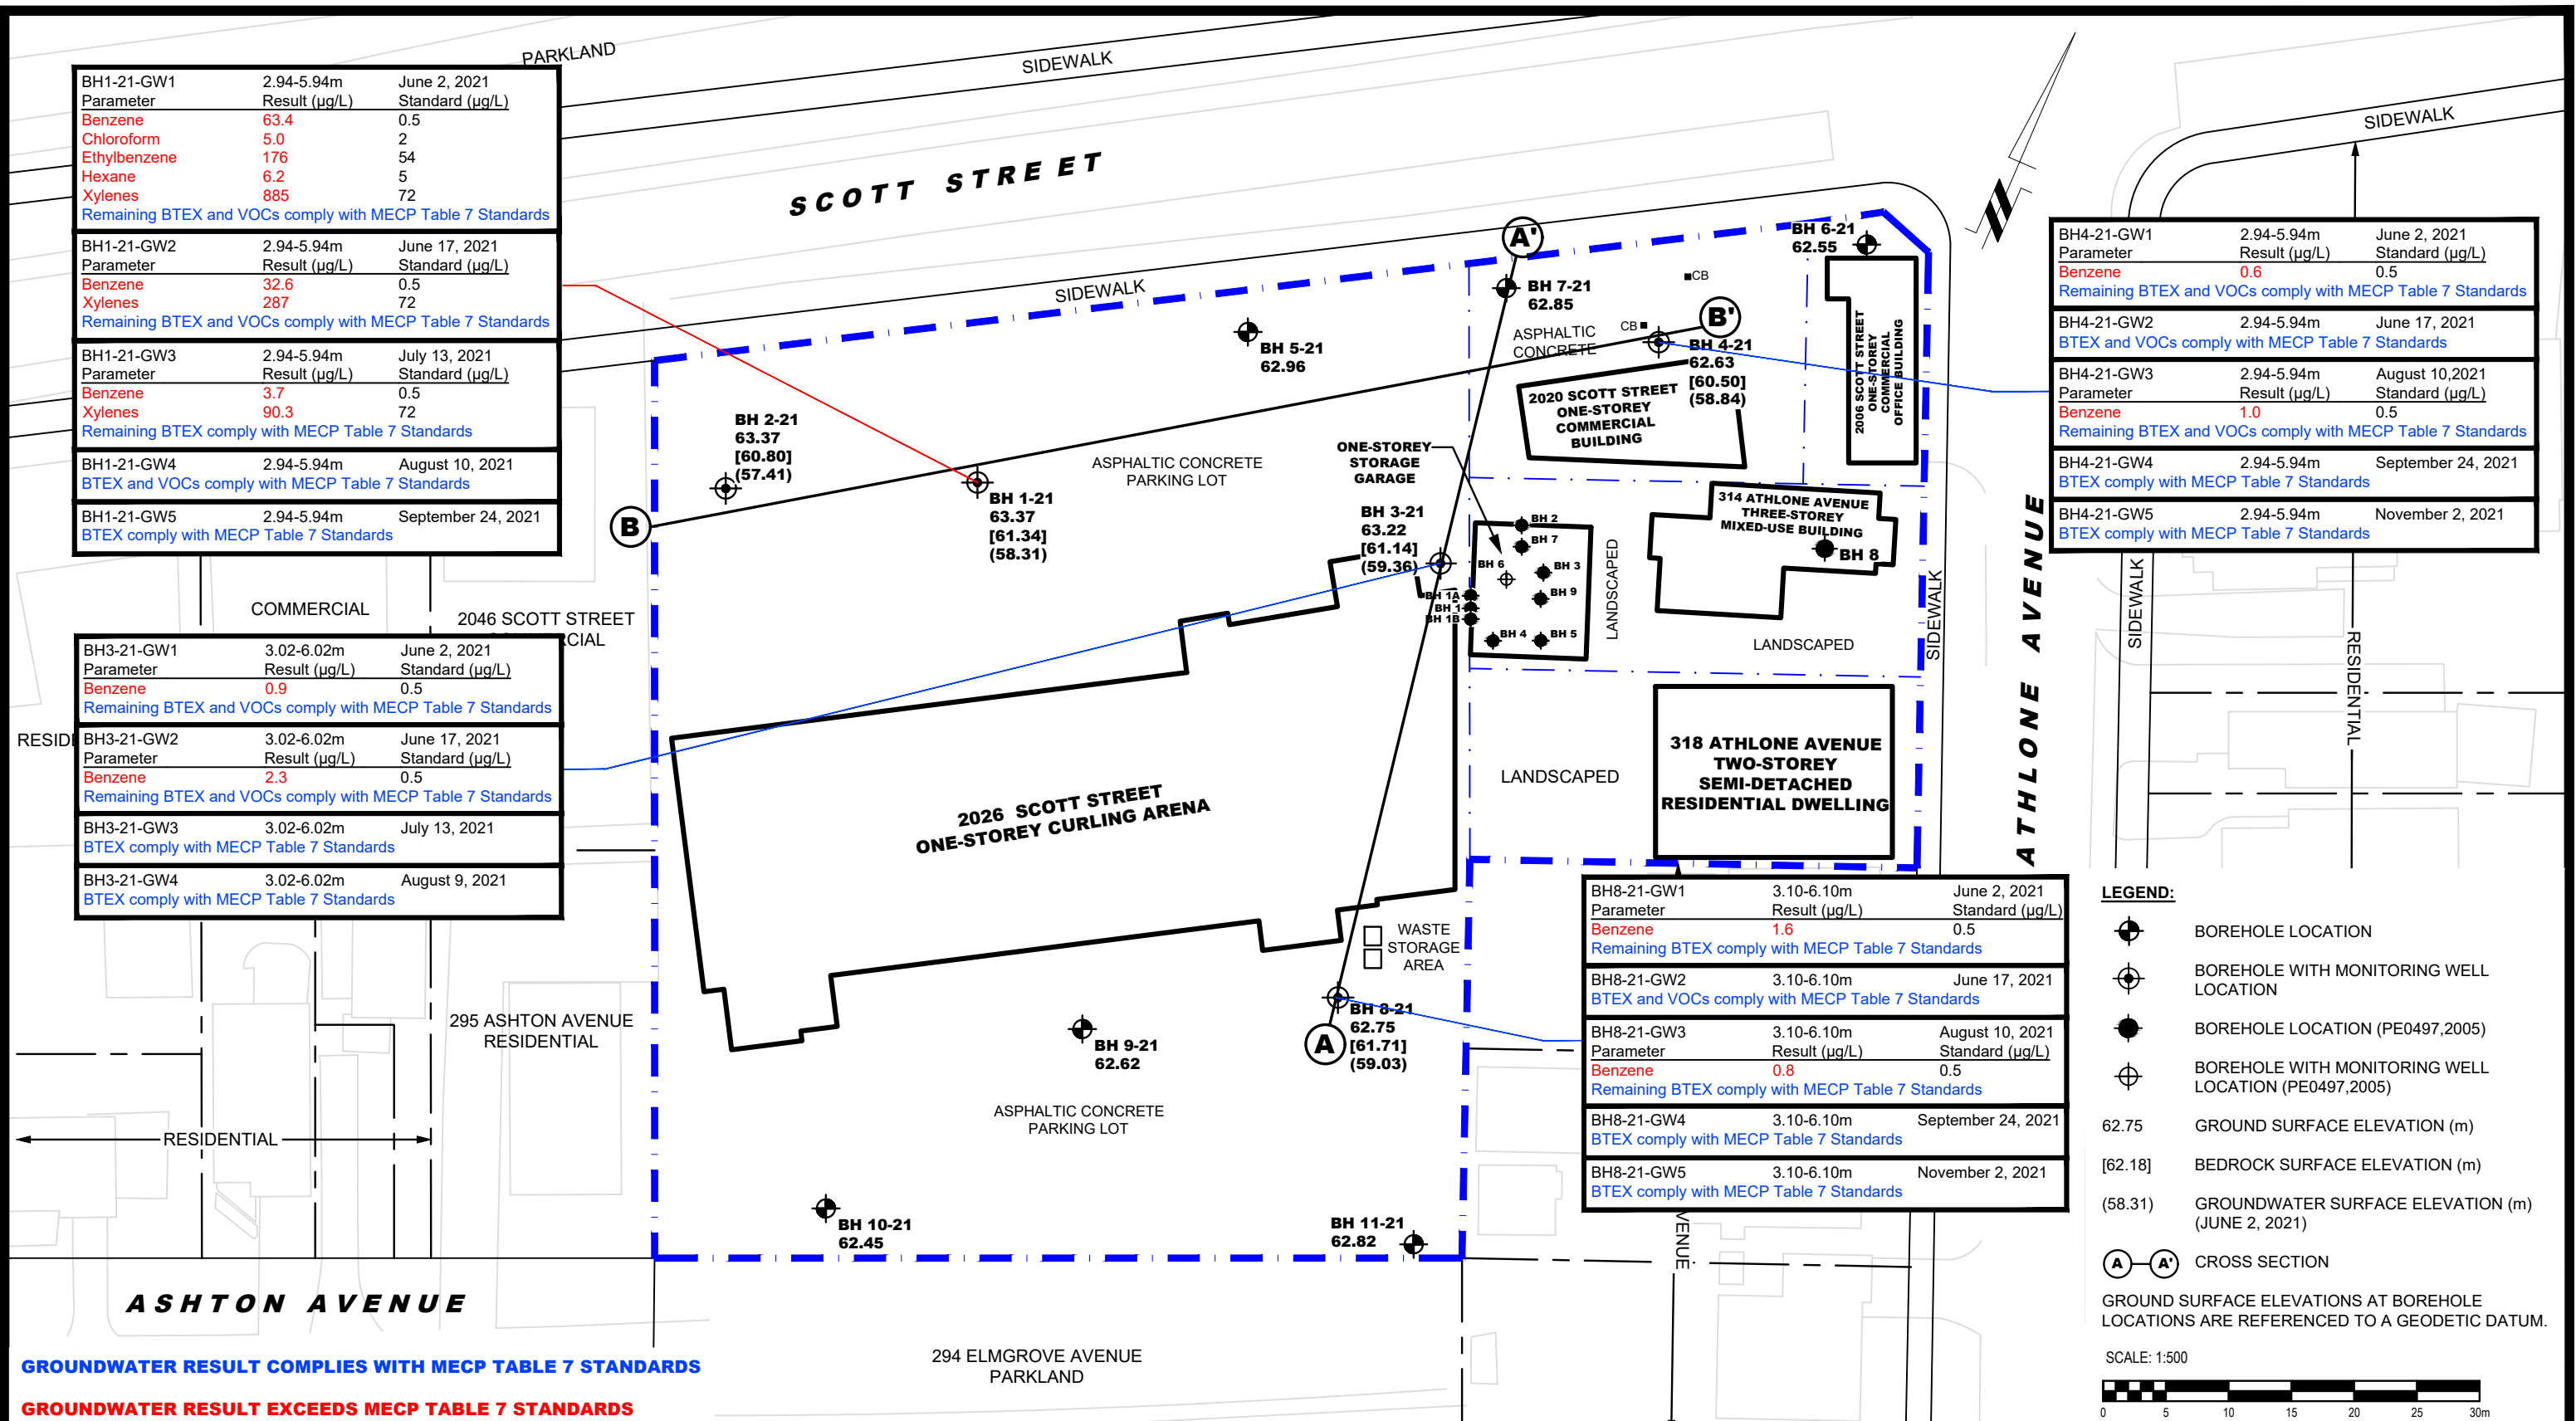 PARKLAND
SIDEWALK
SIDEWALK
SCOTT STREET
SIDEWALK
BH1-21-GW1 2.94-5.94m June 2, 2021
Parameter Result (µg/L) Standard (µg/L)
Benzene 63.4 0.5
Chloroform 5.0 2
Ethylbenzene 176 54
Hexane 6.2 5
Xylenes 885 72
Remaining BTEX and VOCs comply with MECP Table 7 Standards
BH1-21-GW2 2.94-5.94m June 17, 2021
Parameter Result (µg/L) Standard (µg/L)
Benzene 32.6 0.5
Xylenes 287 72
Remaining BTEX and VOCs comply with MECP Table 7 Standards
BH1-21-GW3 2.94-5.94m July 13, 2021
Parameter Result (µg/L) Standard (µg/L)
Benzene 3.7 0.5
Xylenes 90.3 72
Remaining BTEX comply with MECP Table 7 Standards
BH1-21-GW4 2.94-5.94m August 10, 2021
BTEX and VOCs comply with MECP Table 7 Standards
BH1-21-GW5 2.94-5.94m September 24, 2021
BTEX comply with MECP Table 7 Standards
BH4-21-GW1 2.94-5.94m June 2, 2021
Parameter Result (µg/L) Standard (µg/L)
Benzene 0.6 0.5
Remaining BTEX and VOCs comply with MECP Table 7 Standards
BH4-21-GW2 2.94-5.94m June 17, 2021
BTEX and VOCs comply with MECP Table 7 Standards
BH4-21-GW3 2.94-5.94m August 10,2021
Parameter Result (µg/L) Standard (µg/L)
Benzene 1.0 0.5
Remaining BTEX and VOCs comply with MECP Table 7 Standards
BH4-21-GW4 2.94-5.94m September 24, 2021
BTEX comply with MECP Table 7 Standards
BH4-21-GW5 2.94-5.94m November 2, 2021
BTEX comply with MECP Table 7 Standards
A'
BH 6-21
62.55
BH 7-21
62.85
CB
CB
B'
ASPHALTIC
CONCRETE
BH 4-21
62.63
[60.50]
(58.84)
BH 5-21
62.96
2006 SCOTT STREET
ONE-STOREY
COMMERCIAL
OFFICE BUILDING
2020 SCOTT STREET
ONE-STOREY
COMMERCIAL
BUILDING
BH 2-21
63.37
[60.80]
(57.41)
B
BH 1-21
63.37
[61.34]
(58.31)
ASPHALTIC CONCRETE
PARKING LOT
ONE-STOREY
STORAGE
GARAGE
BH 3-21
63.22
[61.14]
(59.36)
BH 2
BH 7
BH 6
BH 3
BH 9
BH 1A
BH 1
BH 1B
BH 4
BH 5
LANDSCAPED
314 ATHLONE AVENUE
THREE-STOREY
MIXED-USE BUILDING
BH 8
LANDSCAPED
SIDEWALK
ATHLONE AVENUE
SIDEWALK
RESIDENTIAL
COMMERCIAL
2046 SCOTT STREET
RCIAL
RESID
BH3-21-GW1 3.02-6.02m June 2, 2021
Parameter Result (µg/L) Standard (µg/L)
Benzene 0.9 0.5
Remaining BTEX and VOCs comply with MECP Table 7 Standards
BH3-21-GW2 3.02-6.02m June 17, 2021
Parameter Result (µg/L) Standard (µg/L)
Benzene 2.3 0.5
Remaining BTEX and VOCs comply with MECP Table 7 Standards
BH3-21-GW3 3.02-6.02m July 13, 2021
BTEX comply with MECP Table 7 Standards
BH3-21-GW4 3.02-6.02m August 9, 2021
BTEX comply with MECP Table 7 Standards
2026 SCOTT STREET
ONE-STOREY CURLING ARENA
LANDSCAPED
318 ATHLONE AVENUE
TWO-STOREY
SEMI-DETACHED
RESIDENTIAL DWELLING
WASTE
STORAGE
AREA
BH 8-21
62.75
[61.71]
(59.03)
A
BH 9-21
62.62
295 ASHTON AVENUE
RESIDENTIAL
ASPHALTIC CONCRETE
PARKING LOT
RESIDENTIAL
BH 10-21
62.45
BH 11-21
62.82
BH8-21-GW1 3.10-6.10m June 2, 2021
Parameter Result (µg/L) Standard (µg/L)
Benzene 1.6 0.5
Remaining BTEX comply with MECP Table 7 Standards
BH8-21-GW2 3.10-6.10m June 17, 2021
BTEX and VOCs comply with MECP Table 7 Standards
BH8-21-GW3 3.10-6.10m August 10, 2021
Parameter Result (µg/L) Standard (µg/L)
Benzene 0.8 0.5
Remaining BTEX comply with MECP Table 7 Standards
BH8-21-GW4 3.10-6.10m September 24, 2021
BTEX comply with MECP Table 7 Standards
BH8-21-GW5 3.10-6.10m November 2, 2021
BTEX comply with MECP Table 7 Standards
VENUE
ASHTON AVENUE
294 ELMGROVE AVENUE
PARKLAND
GROUNDWATER RESULT COMPLIES WITH MECP TABLE 7 STANDARDS
GROUNDWATER RESULT EXCEEDS MECP TABLE 7 STANDARDS
LEGEND:
BOREHOLE LOCATION
BOREHOLE WITH MONITORING WELL
LOCATION
BOREHOLE LOCATION (PE0497,2005)
BOREHOLE WITH MONITORING WELL
LOCATION (PE0497,2005)
62.75 GROUND SURFACE ELEVATION (m)
[62.18] BEDROCK SURFACE ELEVATION (m)
(58.31) GROUNDWATER SURFACE ELEVATION (m)
(JUNE 2, 2021)
A A' CROSS SECTION
GROUND SURFACE ELEVATIONS AT BOREHOLE
LOCATIONS ARE REFERENCED TO A GEODETIC DATUM.
SCALE: 1:500
0 5 10 15 20 25 30m